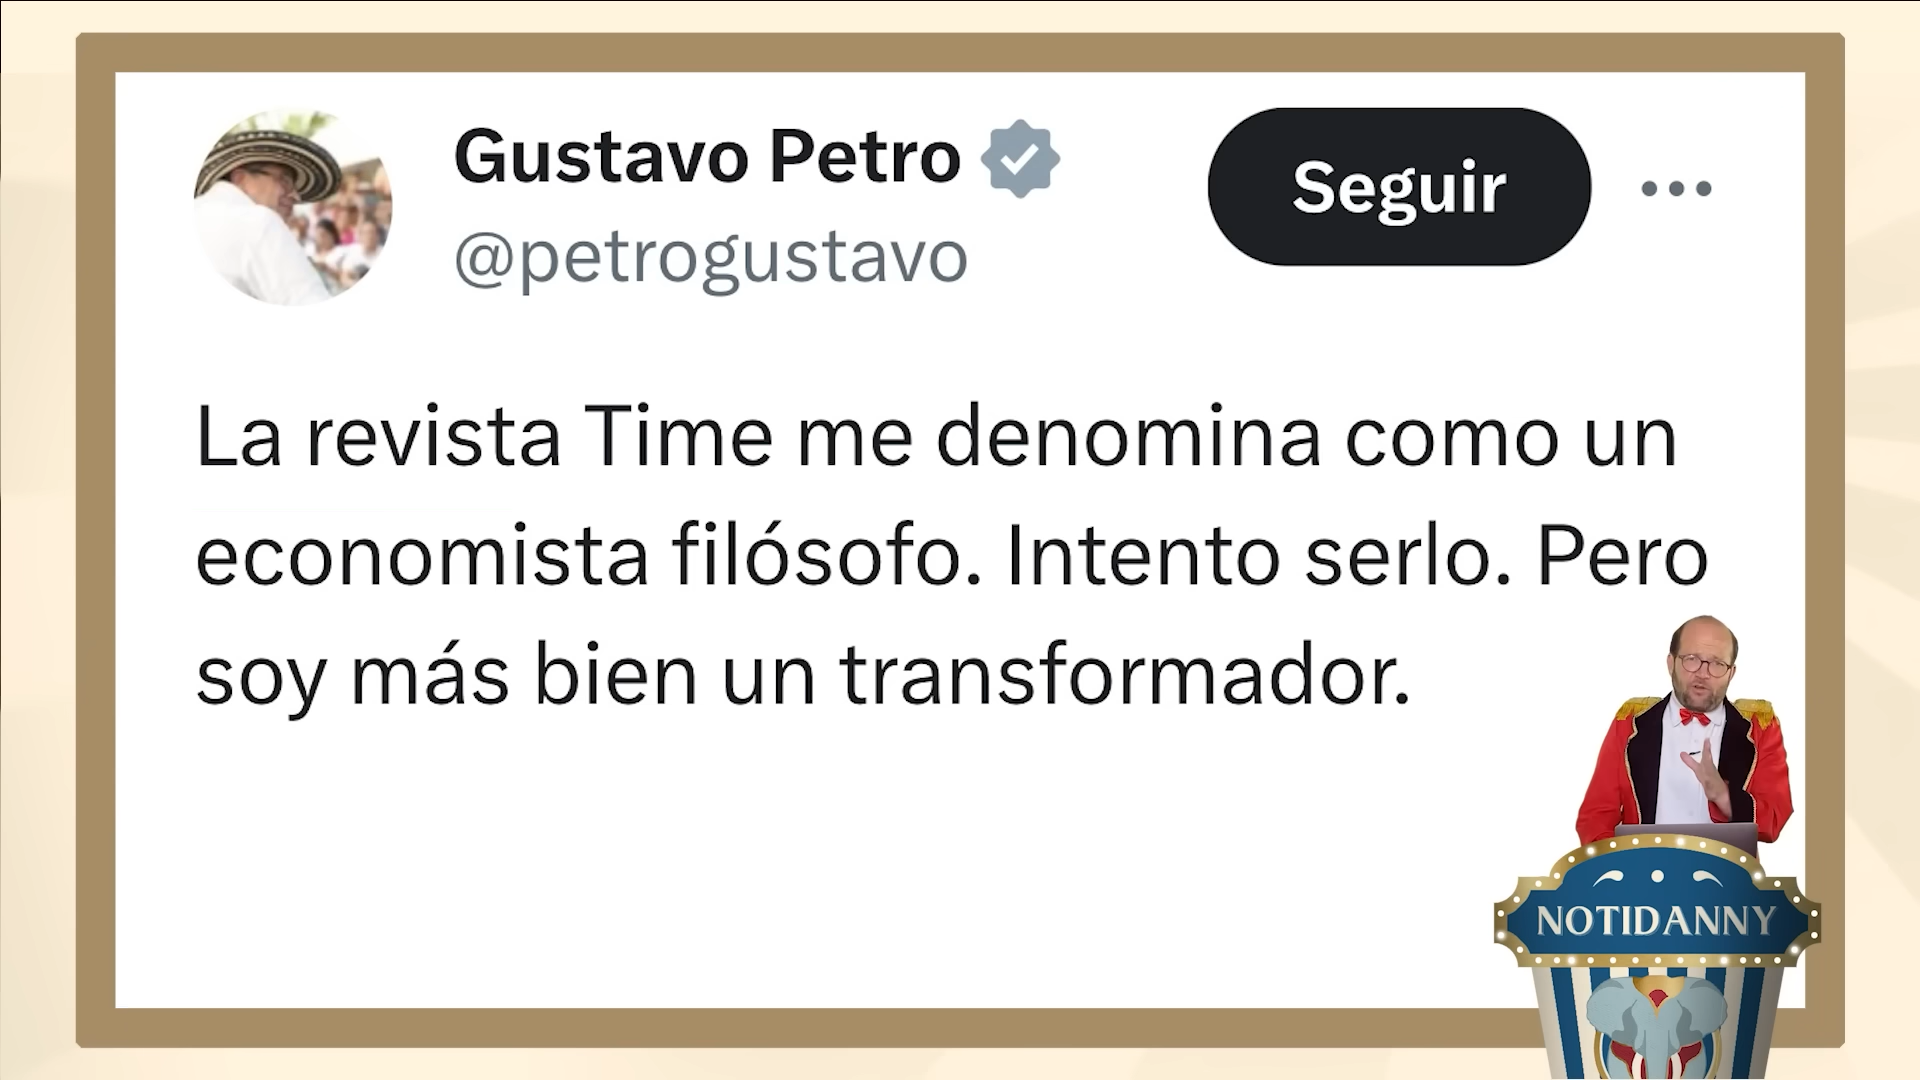 Gustavo Petro
@petrogustavo
Seguir
La revista Time me denomina como un
economista filósofo. Intento serlo. Pero
soy más bien un transformador.
NOTIDANNY